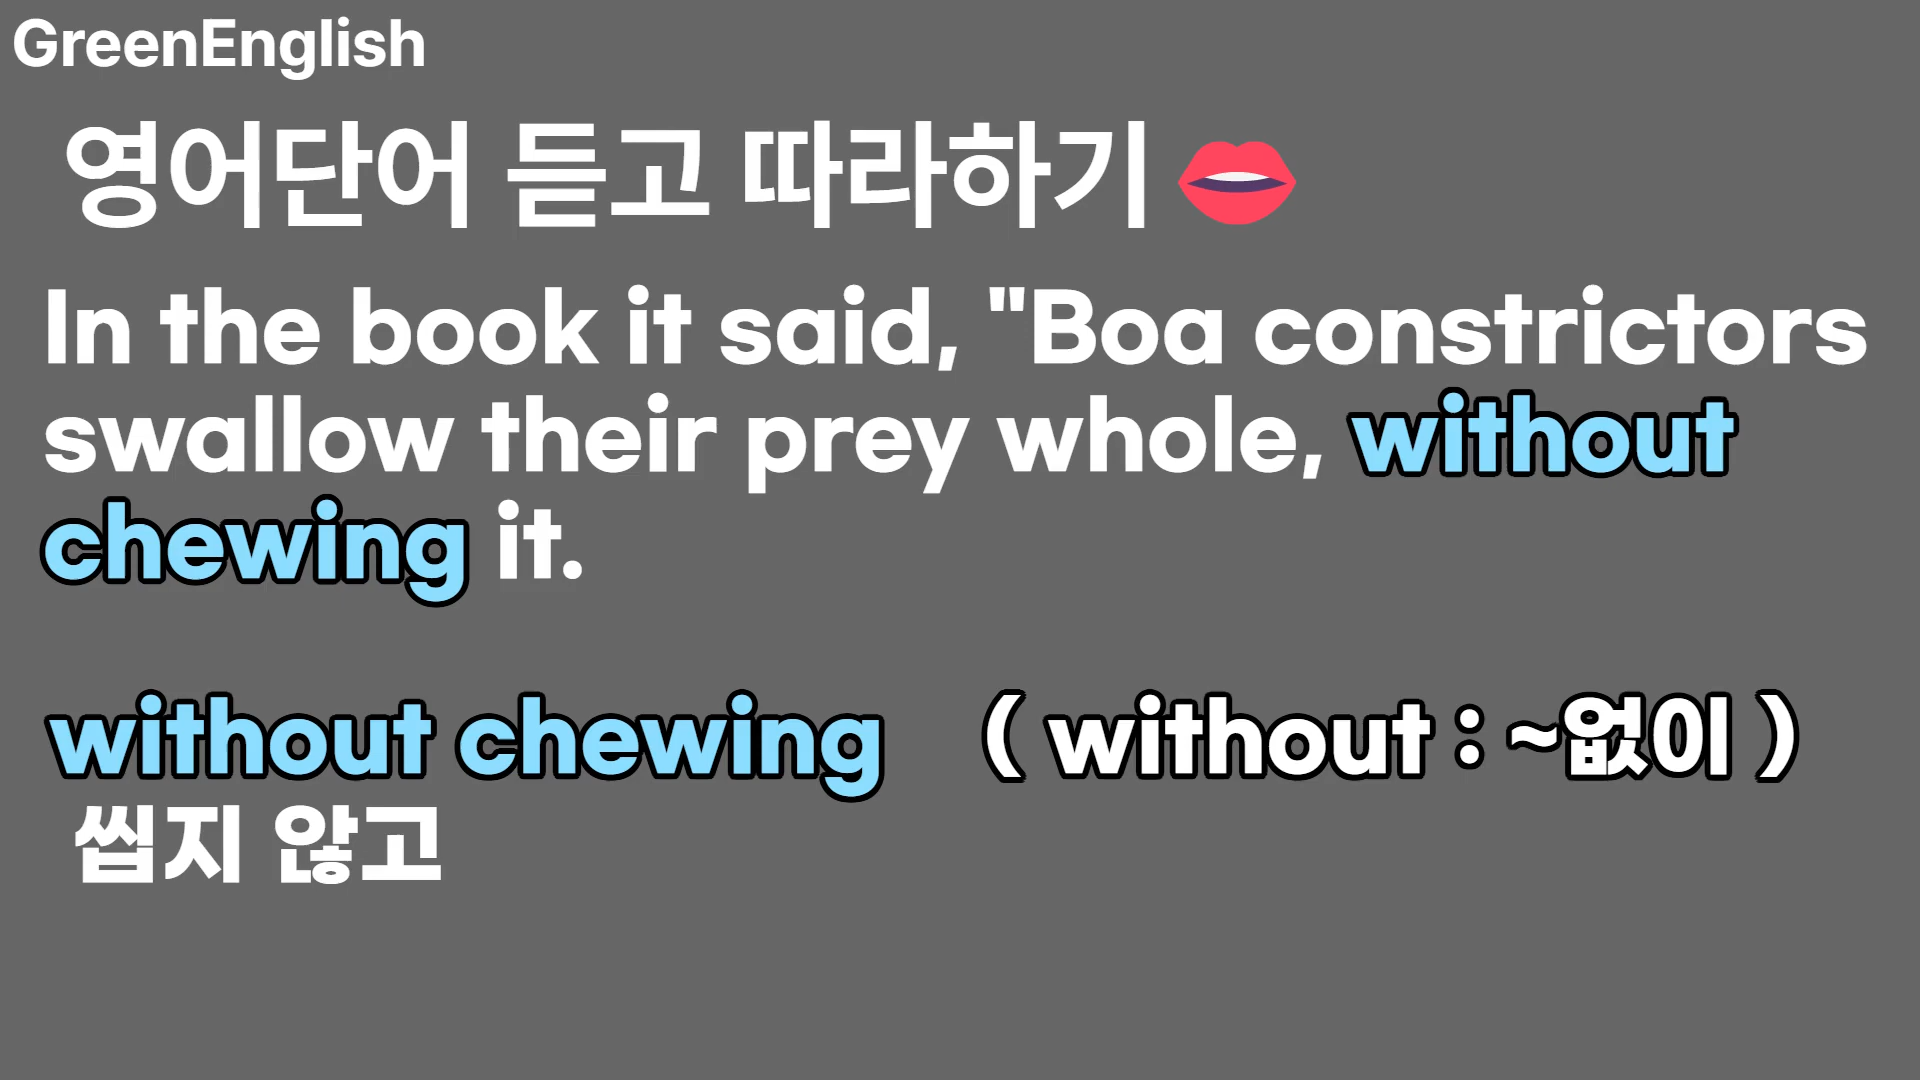 GreenEnglish
영어단어 듣고 따라하기
In the book it said, "Boa constrictors
swallow their prey whole, without
chewing it.
without chewing ( without : ~없이 )
씹지 않고